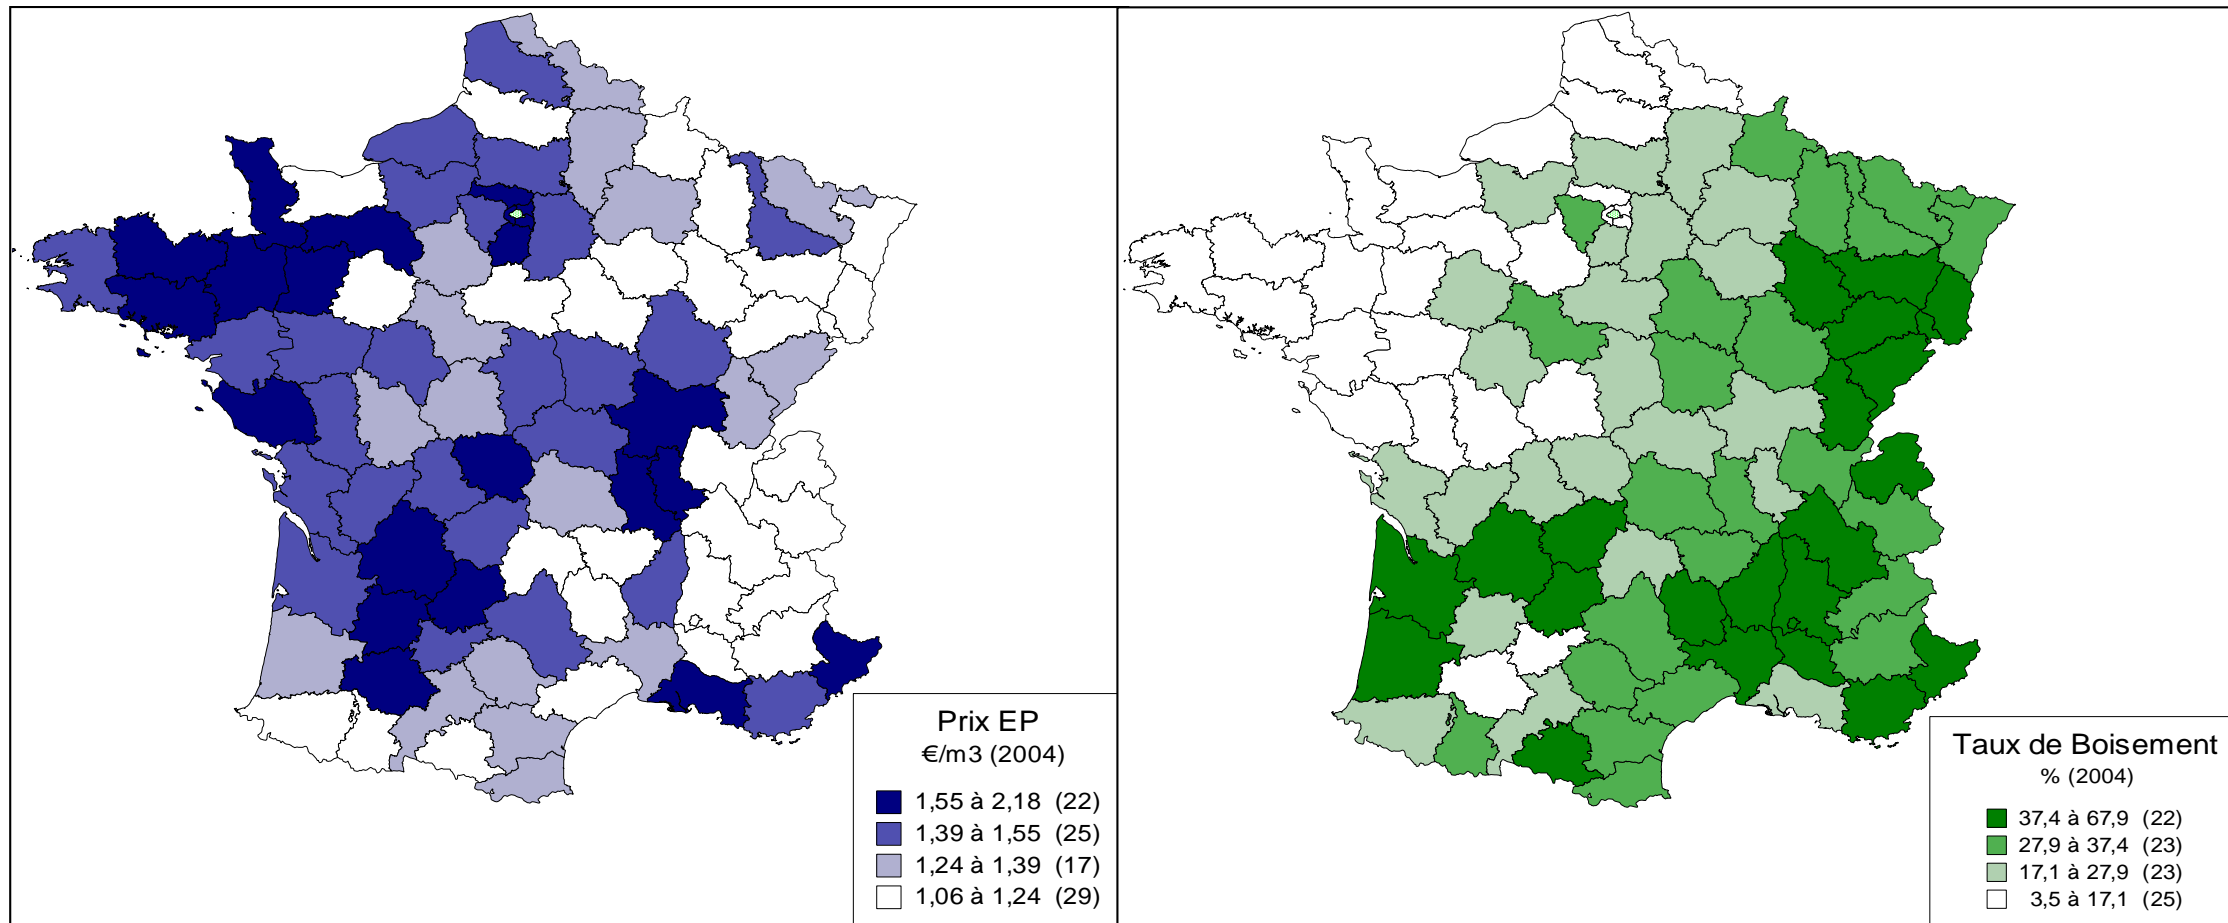 Prix EP
€/m3 (2004)
1,55 à 2,18 (22)
1,39 à 1,55 (25)
1,24 à 1,39 (17)
1,06 à 1,24 (29)
Taux de Boisement
% (2004)
37,4 à 67,9 (22)
27,9 à 37,4 (23)
17,1 à 27,9 (23)
3,5 à 17,1 (25)